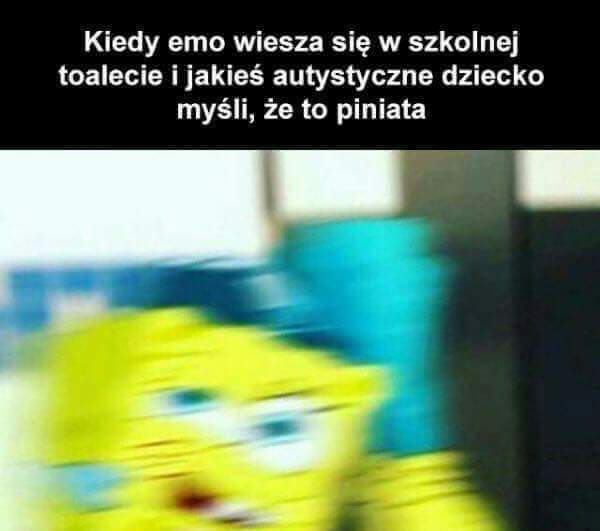 Kiedy emo wiesza się w szkolnej
toalecie i jakieś autystyczne dziecko
myśli, że to piniata